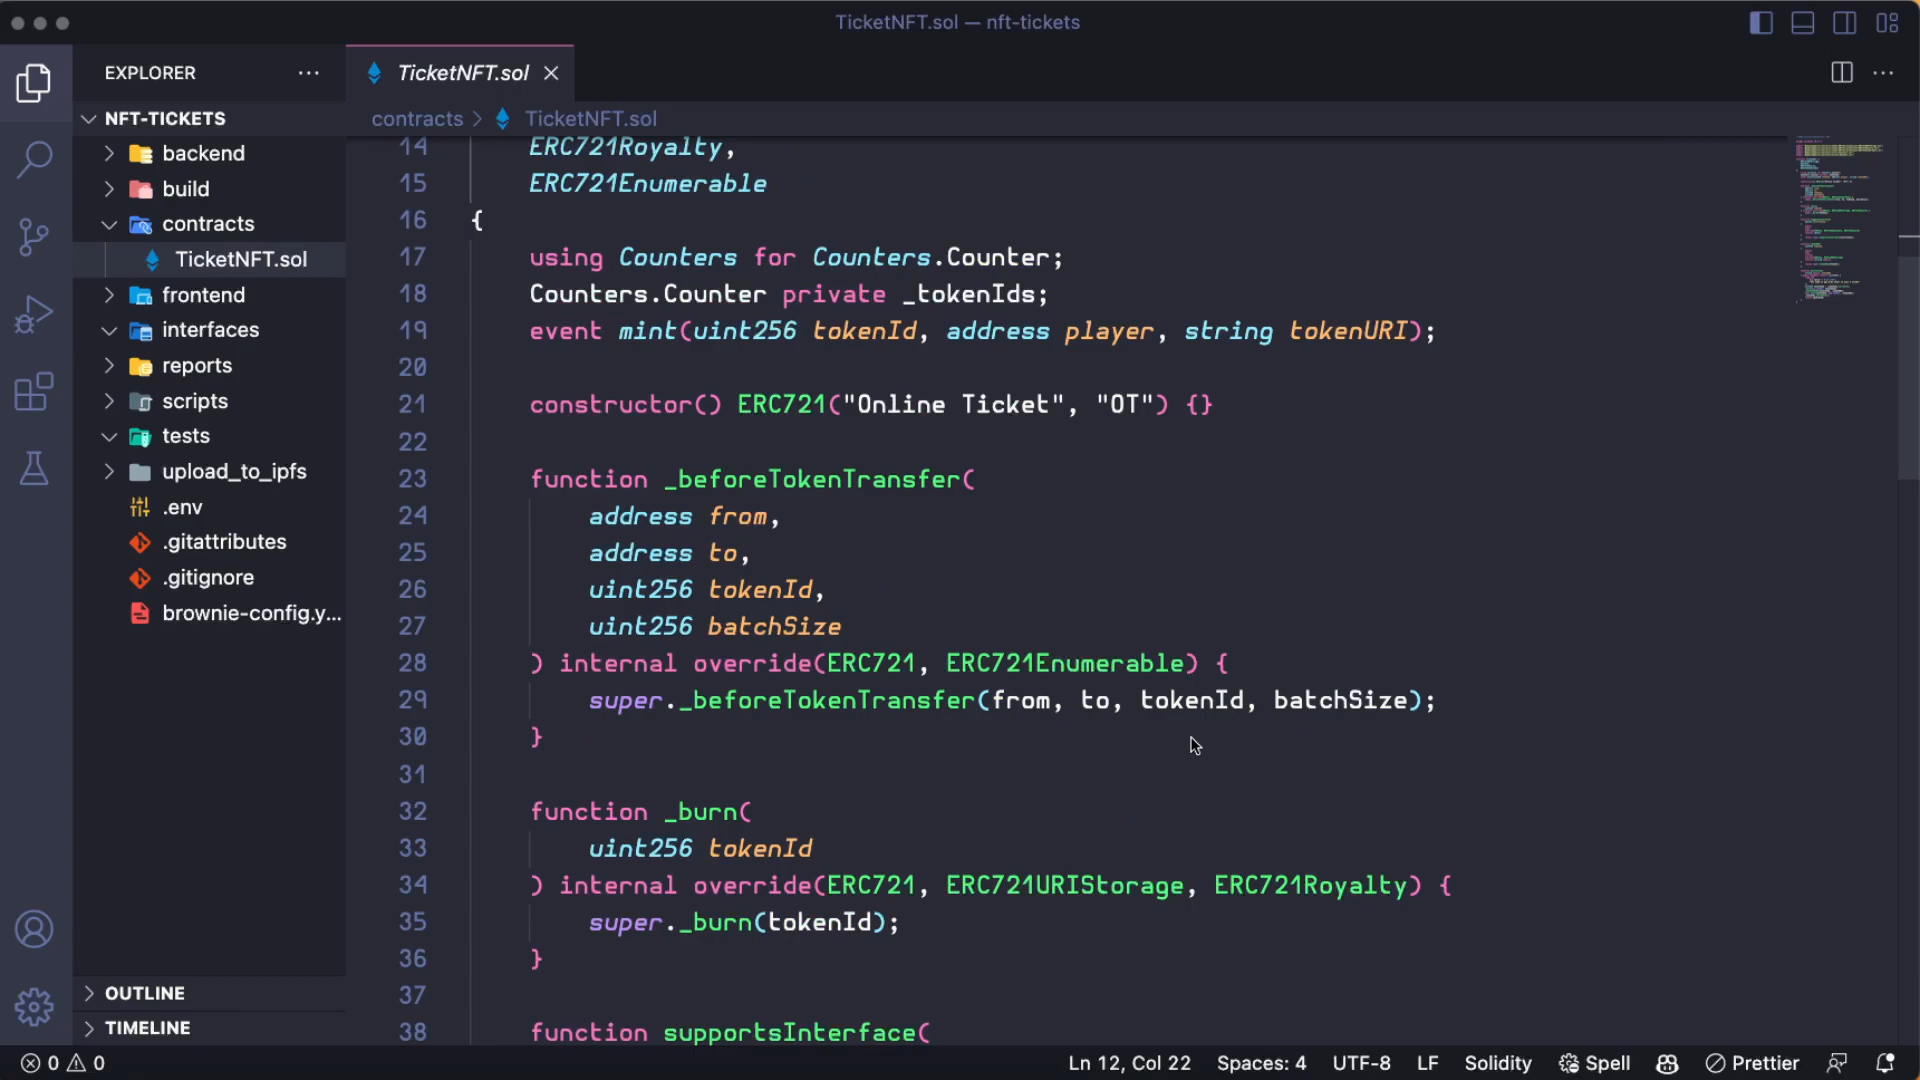 TicketNFT.sol — nft-tickets
EXPLORER
TicketNFT.sol
NFT-TICKETS
contracts > TicketNFT.sol
backend
build
contracts
TicketNFT.sol
frontend
interfaces
reports
scripts
tests
upload_to_ipfs
.env
.gitattributes
.gitignore
brownie-config.y...
OUTLINE
TIMELINE
14 ERC721Royalty,
15 ERC721Enumerable
16 {
17 using Counters for Counters.Counter;
18 Counters.Counter private _tokenIds;
19 event mint(uint256 tokenId, address player, string tokenURI);
20
21 constructor() ERC721("Online Ticket", "OT") {}
22
23 function _beforeTokenTransfer(
24 address from,
25 address to,
26 uint256 tokenId,
27 uint256 batchSize
28 ) internal override(ERC721, ERC721Enumerable) {
29 super._beforeTokenTransfer(from, to, tokenId, batchSize);
30 }
31
32 function _burn(
33 uint256 tokenId
34 ) internal override(ERC721, ERC721URIStorage, ERC721Royalty) {
35 super._burn(tokenId);
36 }
37
38 function supportsInterface(
0 0 Ln 12, Col 22 Spaces: 4 UTF-8 LF Solidity Spell Prettier